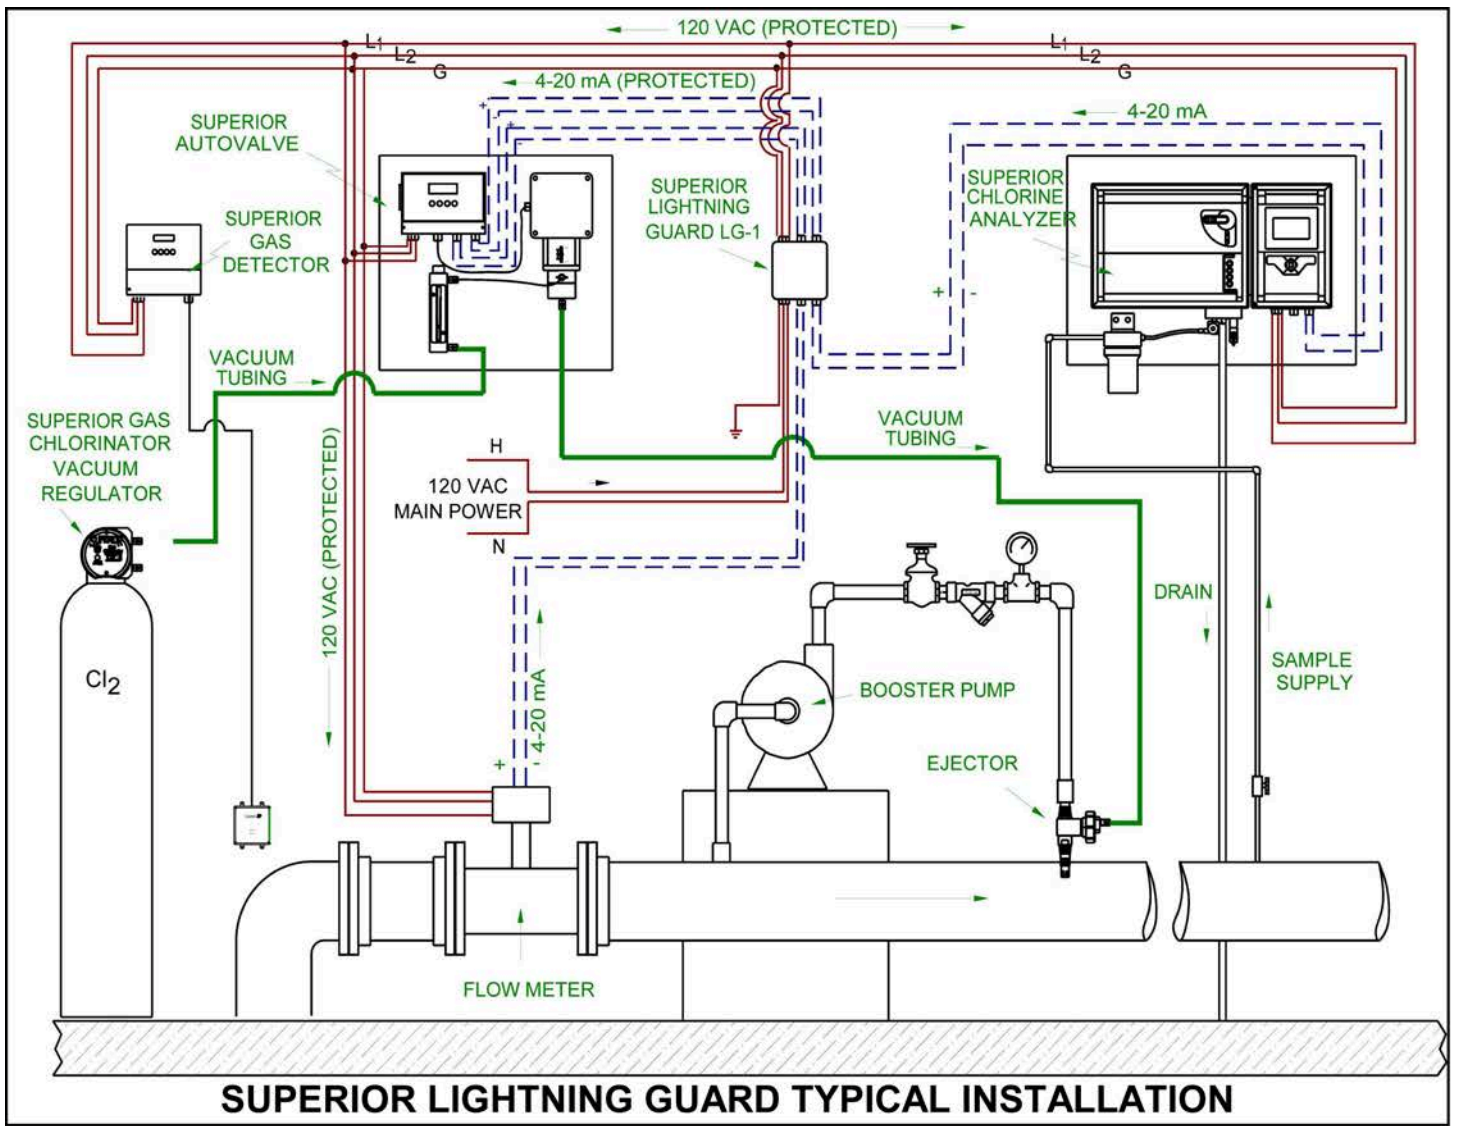 120 VAC (PROTECTED)
L1
L2
G
L1
L2
G
4-20 mA (PROTECTED)
4-20 mA
SUPERIOR
AUTOVALVE
+
-
+
-
SUPERIOR
LIGHTNING
GUARD LG-1
SUPERIOR
CHLORINE
ANALYZER
SUPERIOR
GAS
DETECTOR
+
-
VACUUM
TUBING
SUPERIOR GAS
CHLORINATOR
VACUUM
REGULATOR
VACUUM
TUBING
H
120 VAC
MAIN POWER
N
120 VAC (PROTECTED)
DRAIN
SAMPLE
SUPPLY
Cl2
BOOSTER PUMP
4-20 mA
+
-
EJECTOR
FLOW METER
SUPERIOR LIGHTNING GUARD TYPICAL INSTALLATION